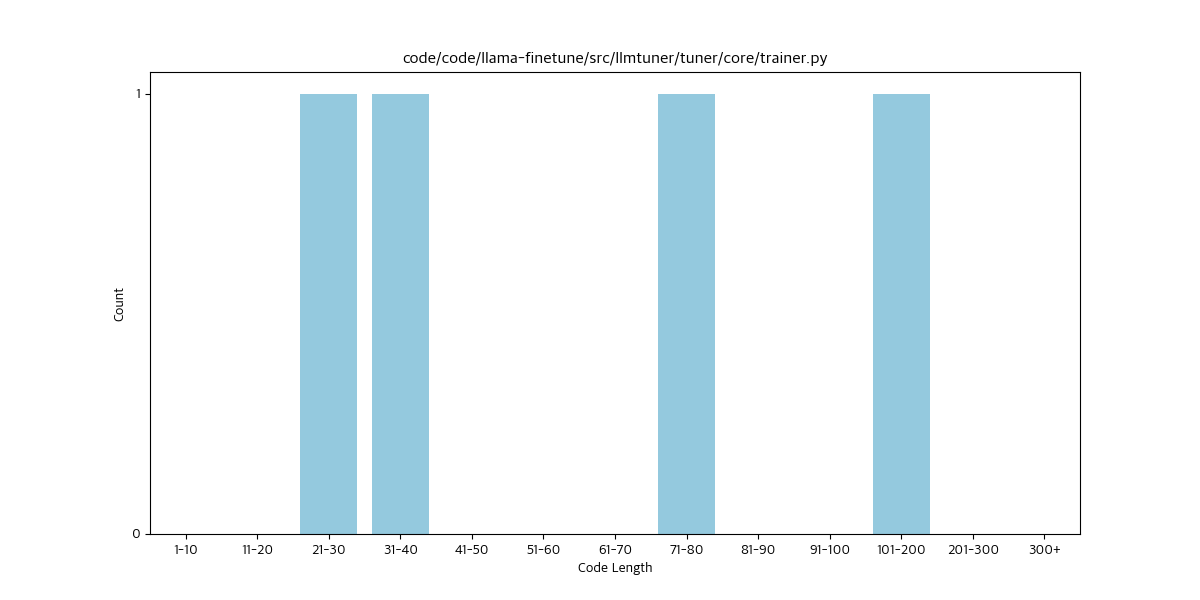 code/code/llama-finetune/src/llmtuner/tuner/core/trainer.py
1
0
Count
1-10 11-20 21-30 31-40 41-50 51-60 61-70 71-80 81-90 91-100 101-200 201-300 300+
Code Length